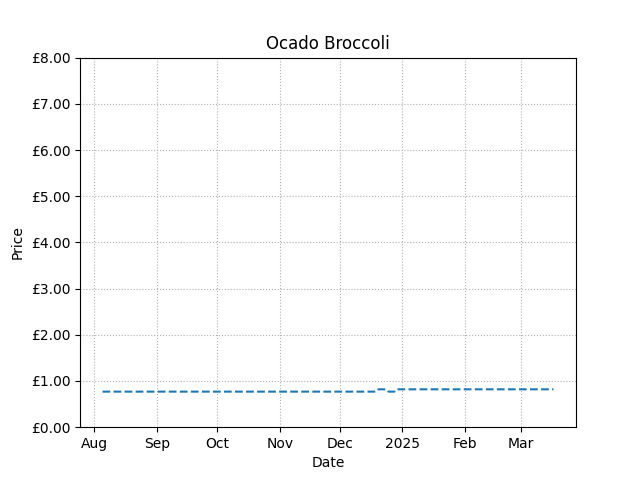 Ocado Broccoli
£8.00
£7.00
£6.00
£5.00
£4.00
£3.00
£2.00
£1.00
£0.00
Price
Aug Sep Oct Nov Dec 2025 Feb Mar
Date